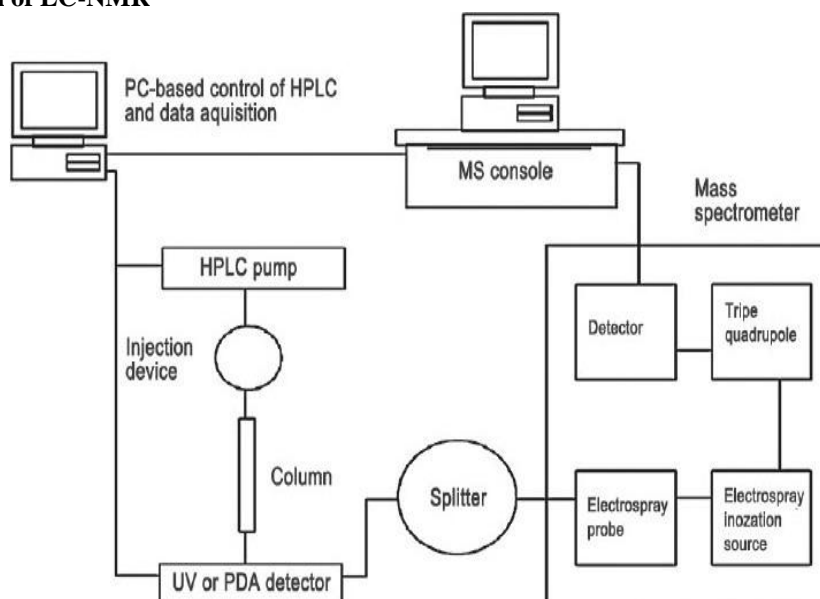 PC-based control of HPLC
and data aquisition
MS console
Mass
spectrometer
HPLC pump
Injection
device
Column
UV or PDA detector
Splitter
Detector
Tripe
quadrupole
Electrospray
probe
Electrospray
inozation
source